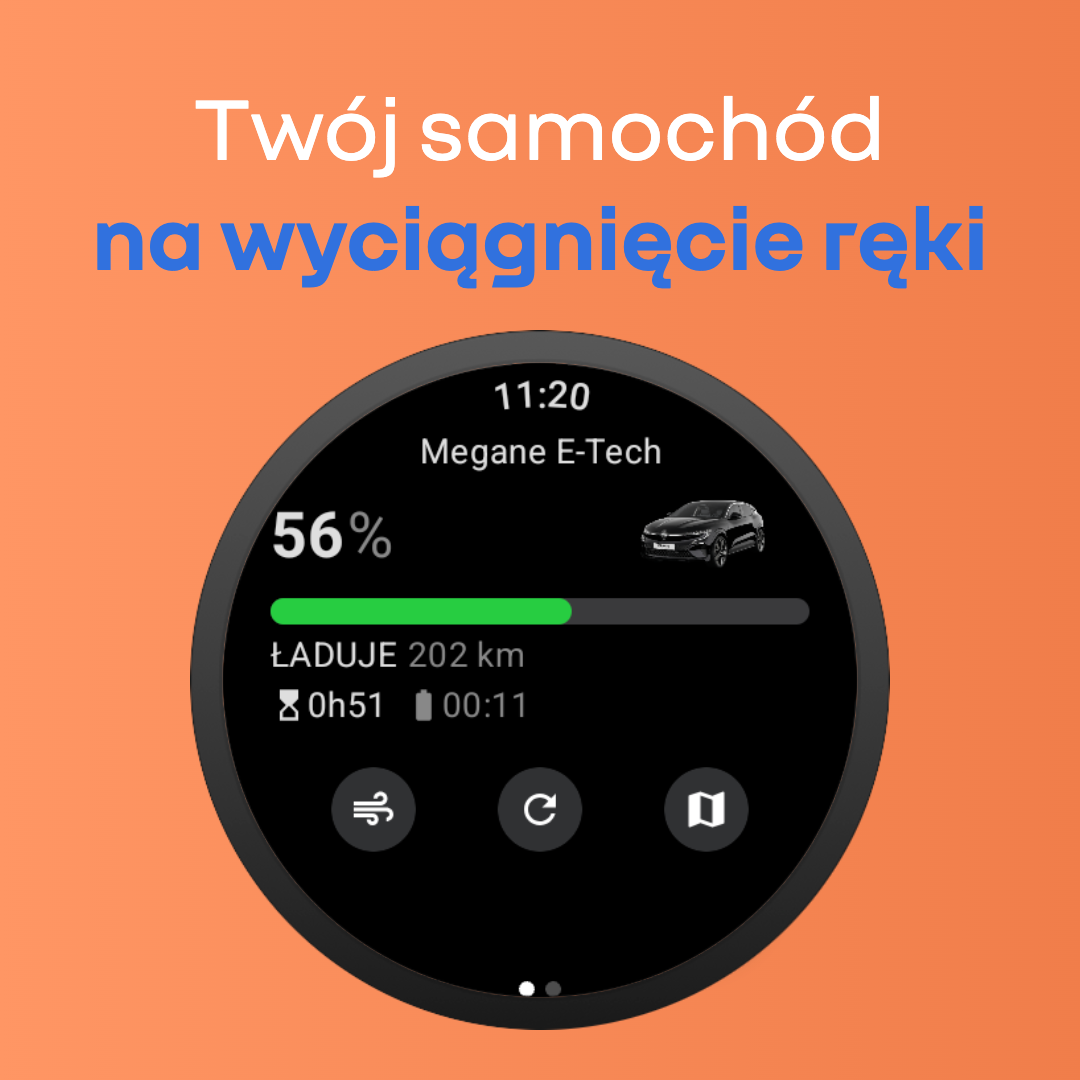 Twój samochód
na wyciągnięcie ręki
11:20
Megane E-Tech
56%
ŁADUJE 202 km
0h51 00:11